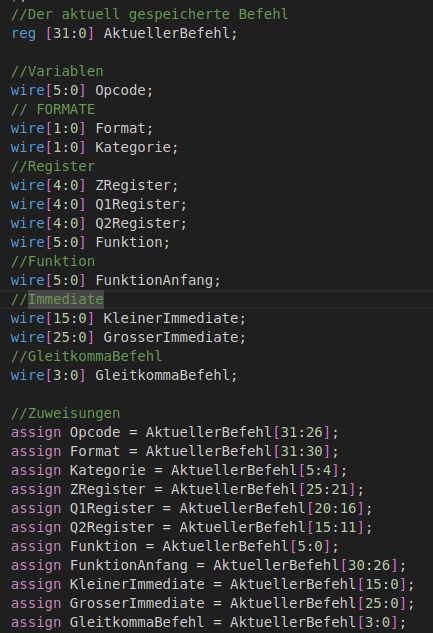 //Der aktuell gespeicherte Befehl
reg [31:0] AktuellerBefehl;
//Variablen
wire[5:0] Opcode;
// FORMATE
wire[1:0] Format;
wire[1:0] Kategorie;
//Register
wire[4:0] ZRegister;
wire[4:0] Q1Register;
wire[4:0] Q2Register;
wire[5:0] Funktion;
//Funktion
wire[5:0] FunktionAnfang;
//Immediate
wire[15:0] KleinerImmediate;
wire[25:0] GrosserImmediate;
//GleitkommaBefehl
wire[3:0] GleitkommaBefehl;
//Zuweisungen
assign Opcode = AktuellerBefehl[31:26];
assign Format = AktuellerBefehl[31:30];
assign Kategorie = AktuellerBefehl[5:4];
assign ZRegister = AktuellerBefehl[25:21];
assign Q1Register = AktuellerBefehl[20:16];
assign Q2Register = AktuellerBefehl[15:11];
assign Funktion = AktuellerBefehl[5:0];
assign FunktionAnfang = AktuellerBefehl[30:26];
assign KleinerImmediate = AktuellerBefehl[15:0];
assign GrosserImmediate = AktuellerBefehl[25:0];
assign GleitkommaBefehl = AktuellerBefehl[3:0];